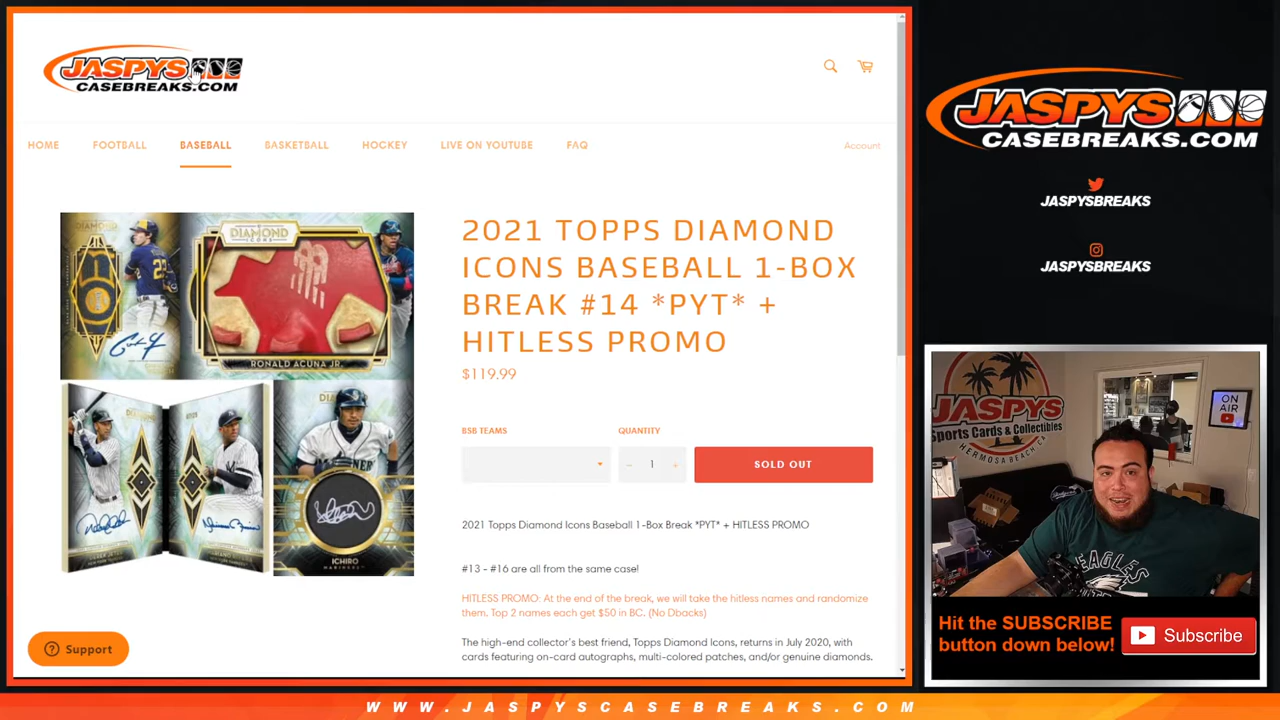 JASPYS
CASEBREAKS.COM
HOME
FOOTBALL
BASEBALL
BASKETBALL
HOCKEY
LIVE ON YOUTUBE
FAQ
Account
DIAMOND
RONALD ACUNA JR.
ICHIRO
MARINERS
2021 TOPPS DIAMOND
ICONS BASEBALL 1-BOX
BREAK #14 *PYT* +
HITLESS PROMO
$119.99
BSB TEAMS
QUANTITY
− 1 +
SOLD OUT
2021 Topps Diamond Icons Baseball 1-Box Break *PYT* + HITLESS PROMO
#13 - #16 are all from the same case!
HITLESS PROMO: At the end of the break, we will take the hitless names and randomize
them. Top 2 names each get $50 in BC. (No Dbacks)
The high-end collector's best friend, Topps Diamond Icons, returns in July 2020, with
cards featuring on-card autographs, multi-colored patches, and/or genuine diamonds.
Support
JASPYS
CASEBREAKS.COM
JASPYSBREAKS
JASPYSBREAKS
JASPYS
Sports Cards & Collectibles
HERMOSA BEACH, CA
ON
AIR
EAGLES
Hit the SUBSCRIBE
button down below!
Subscribe
WWW.JASPYSCASEBREAKS.COM